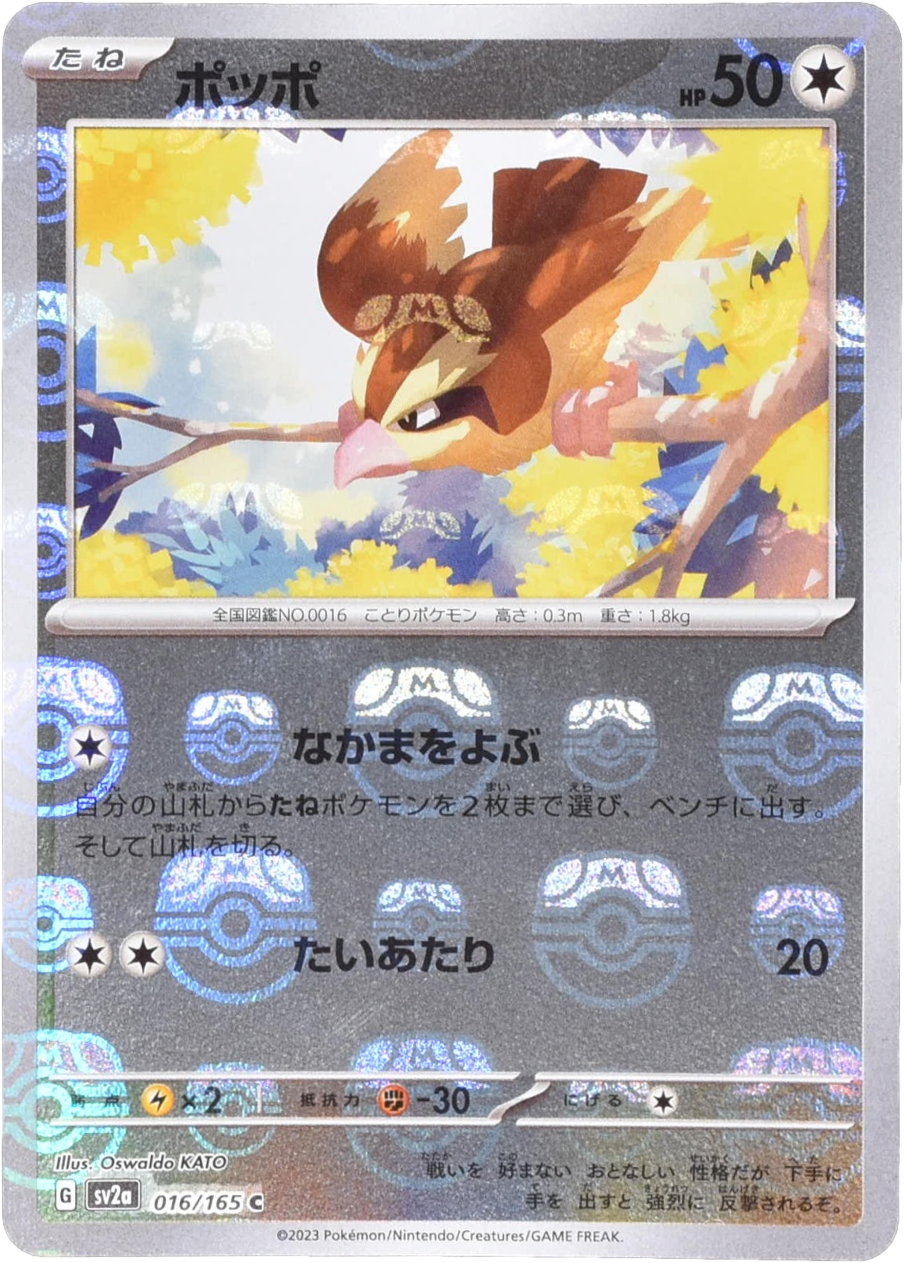 たね
ポッポ
HP50
全国図鑑NO.0016 ことりポケモン 高さ：0.3m 重さ：1.8kg
なかまをよぶ
自分の山札からたねポケモンを2枚まで選び、ベンチに出す。
そして山札を切る。
たいあたり 20
弱点 ×2 抵抗力 -30 にげる
Illus. Oswaldo KATO
戦いを 好まない おとなしい 性格だが 下手に
手を 出すと 強烈に 反撃されるぞ。
G sv2a 016/165 C
©2023 Pokémon/Nintendo/Creatures/GAME FREAK.